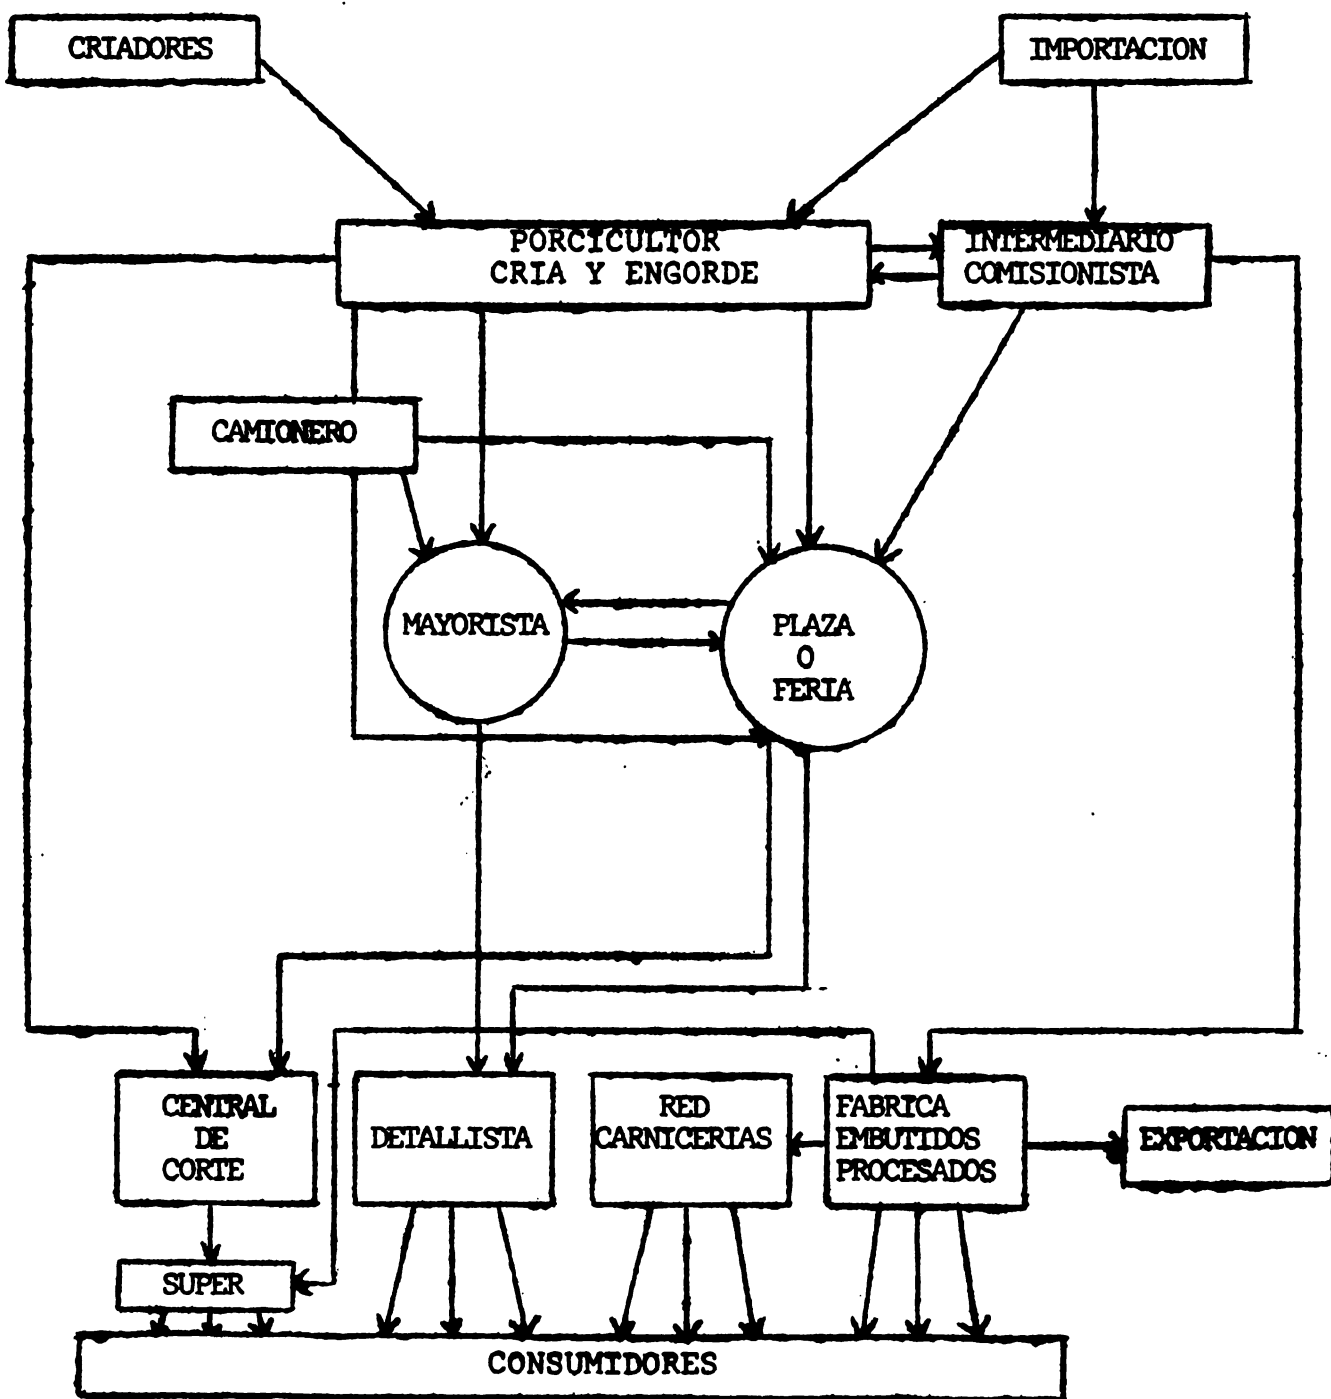 CRIADORES
IMPORTACION
PORCICULTOR
CRIA Y ENGORDE
INTERMEDIARIO
COMISIONISTA
CAMIONERO
MAYORISTA
PLAZA
O
FERIA
CENTRAL
DE
CORTE
DETALLISTA
RED
CARNICERIAS
FABRICA
EMBUTIDOS
PROCESADOS
EXPORTACION
SUPER
CONSUMIDORES